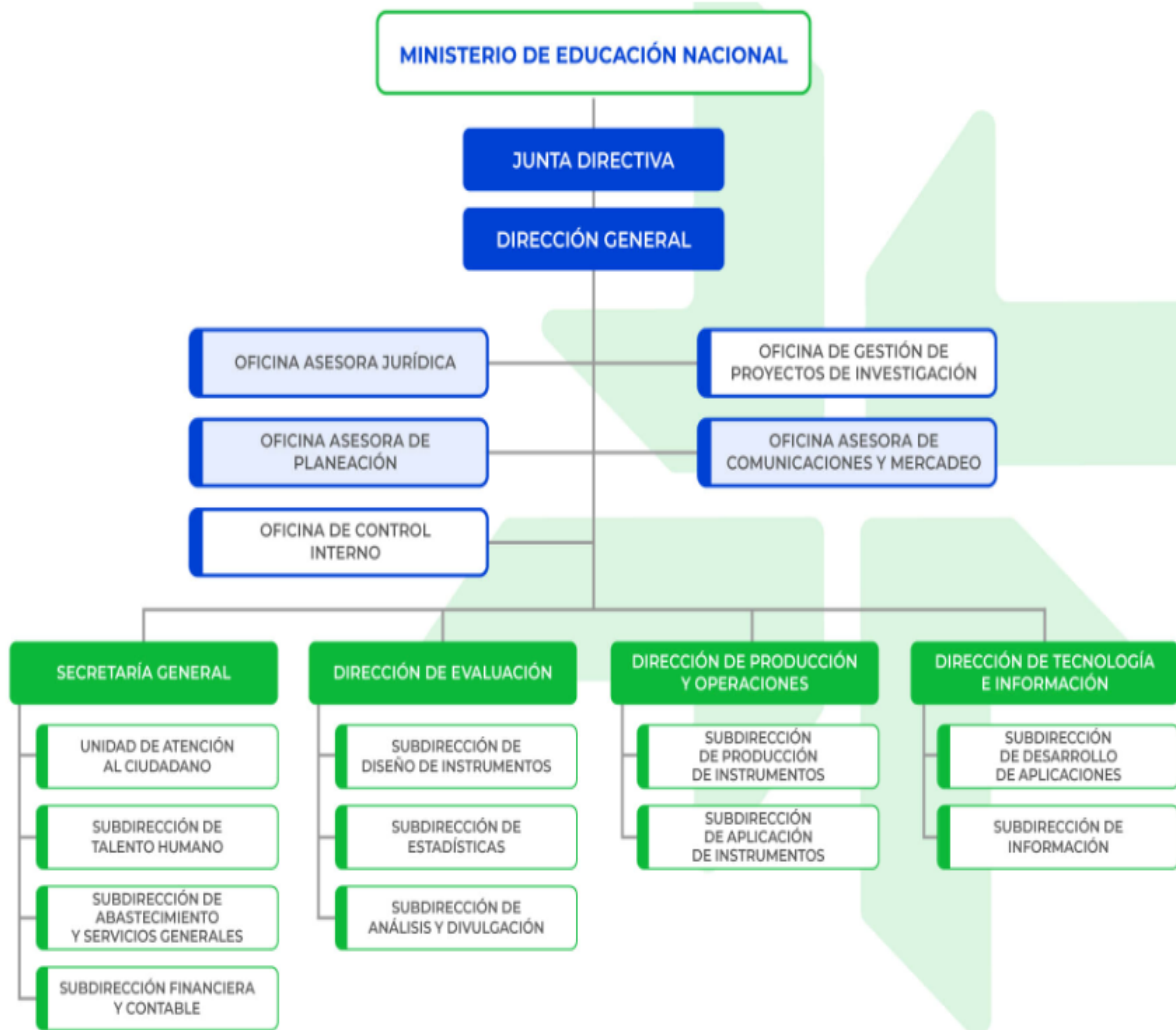 MINISTERIO DE EDUCACIÓN NACIONAL
JUNTA DIRECTIVA
DIRECCIÓN GENERAL
OFICINA ASESORA JURÍDICA
OFICINA DE GESTIÓN DE
PROYECTOS DE INVESTIGACIÓN
OFICINA ASESORA DE
PLANEACIÓN
OFICINA ASESORA DE
COMUNICACIONES Y MERCADEO
OFICINA DE CONTROL
INTERNO
SECRETARÍA GENERAL
UNIDAD DE ATENCIÓN
AL CIUDADANO
SUBDIRECCIÓN DE
TALENTO HUMANO
SUBDIRECCIÓN DE
ABASTECIMIENTO
Y SERVICIOS GENERALES
SUBDIRECCIÓN FINANCIERA
Y CONTABLE
DIRECCIÓN DE EVALUACIÓN
SUBDIRECCIÓN DE
DISEÑO DE INSTRUMENTOS
SUBDIRECCIÓN DE
ESTADÍSTICAS
SUBDIRECCIÓN DE
ANÁLISIS Y DIVULGACIÓN
DIRECCIÓN DE PRODUCCIÓN
Y OPERACIONES
SUBDIRECCIÓN
DE PRODUCCIÓN
DE INSTRUMENTOS
SUBDIRECCIÓN
DE APLICACIÓN
DE INSTRUMENTOS
DIRECCIÓN DE TECNOLOGÍA
E INFORMACIÓN
SUBDIRECCIÓN
DE DESARROLLO
DE APLICACIONES
SUBDIRECCIÓN DE
INFORMACIÓN